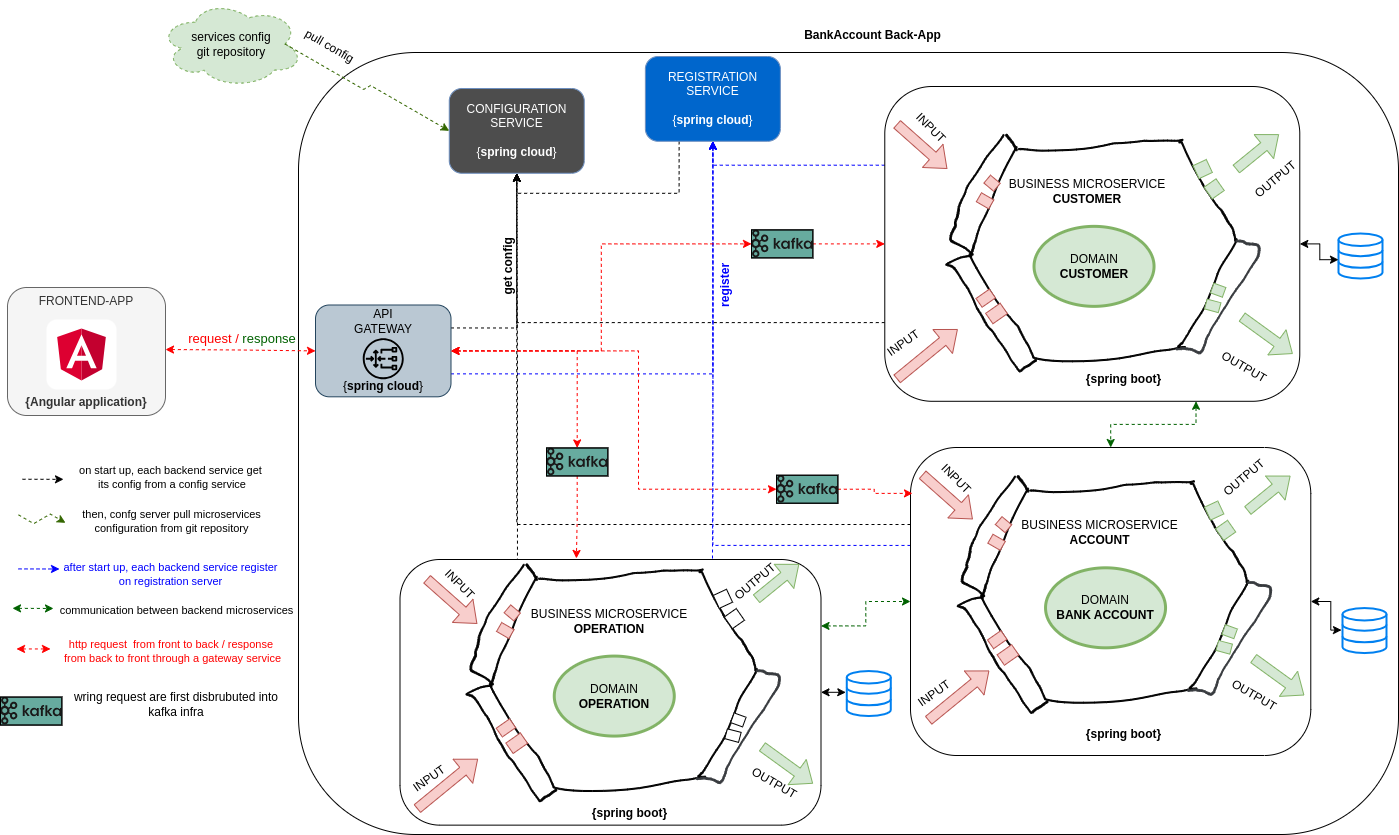 services config
git repository
pull config
BankAccount Back-App
CONFIGURATION
SERVICE
{spring cloud}
REGISTRATION
SERVICE
{spring cloud}
INPUT
OUTPUT
BUSINESS MICROSERVICE
CUSTOMER
DOMAIN
CUSTOMER
INPUT
OUTPUT
{spring boot}
kafka
get config
register
FRONTEND-APP
{Angular application}
request / response
API
GATEWAY
{spring cloud}
kafka
kafka
on start up, each backend service get
its config from a config service
then, confg server pull microservices
configuration from git repository
after start up, each backend service register
on registration server
communication between backend microservices
http request  from front to back / response
from back to front through a gateway service
kafka
wring request are first disbrubuted into
kafka infra
INPUT
OUTPUT
BUSINESS MICROSERVICE
ACCOUNT
DOMAIN
BANK ACCOUNT
INPUT
OUTPUT
{spring boot}
INPUT
OUTPUT
BUSINESS MICROSERVICE
OPERATION
DOMAIN
OPERATION
INPUT
OUTPUT
{spring boot}